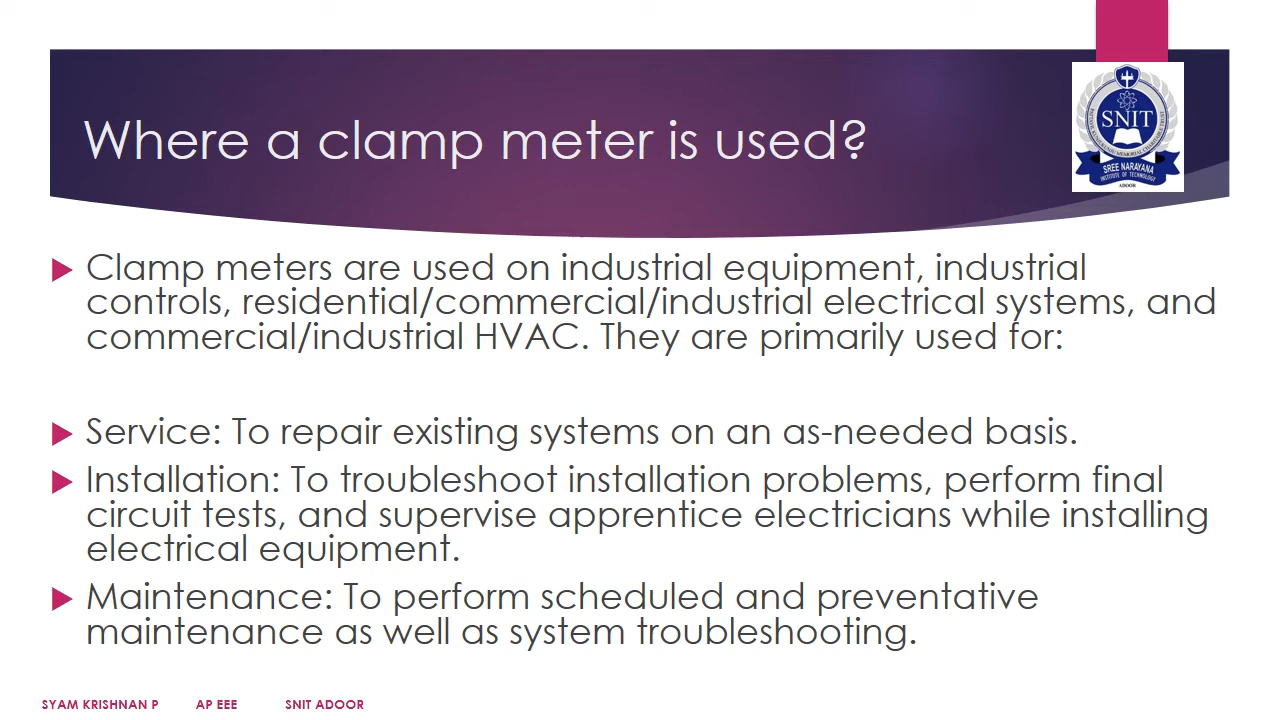 Where a clamp meter is used?
SNIT
SREE NARAYANA
INSTITUTE OF TECHNOLOGY
ADOOR
Clamp meters are used on industrial equipment, industrial
controls, residential/commercial/industrial electrical systems, and
commercial/industrial HVAC. They are primarily used for:
Service: To repair existing systems on an as-needed basis.
Installation: To troubleshoot installation problems, perform final
circuit tests, and supervise apprentice electricians while installing
electrical equipment.
Maintenance: To perform scheduled and preventative
maintenance as well as system troubleshooting.
SYAM KRISHNAN P AP EEE SNIT ADOOR